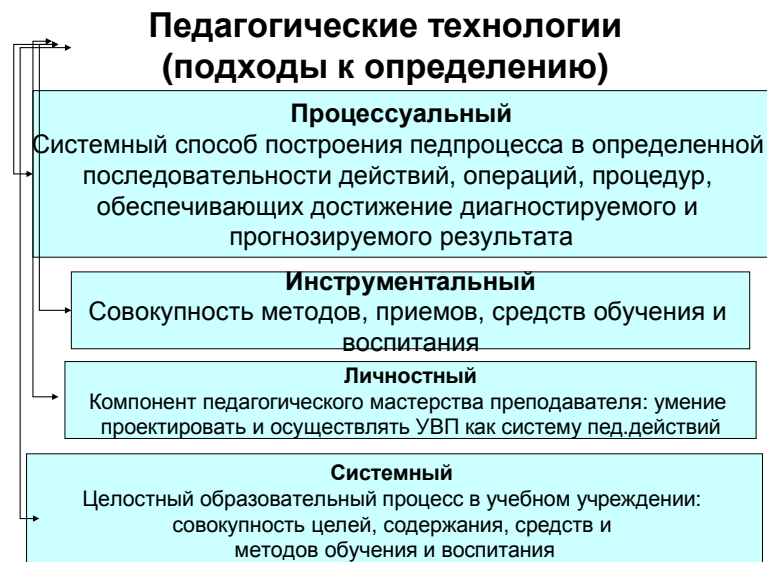 Педагогические технологии
(подходы к определению)
Процессуальный
Системный способ построения педпроцесса в определенной
последовательности действий, операций, процедур,
обеспечивающих достижение диагностируемого и
прогнозируемого результата
Инструментальный
Совокупность методов, приемов, средств обучения и
воспитания
Личностный
Компонент педагогического мастерства преподавателя: умение
проектировать и осуществлять УВП как систему пед.действий
Системный
Целостный образовательный процесс в учебном учреждении:
совокупность целей, содержания, средств и
методов обучения и воспитания